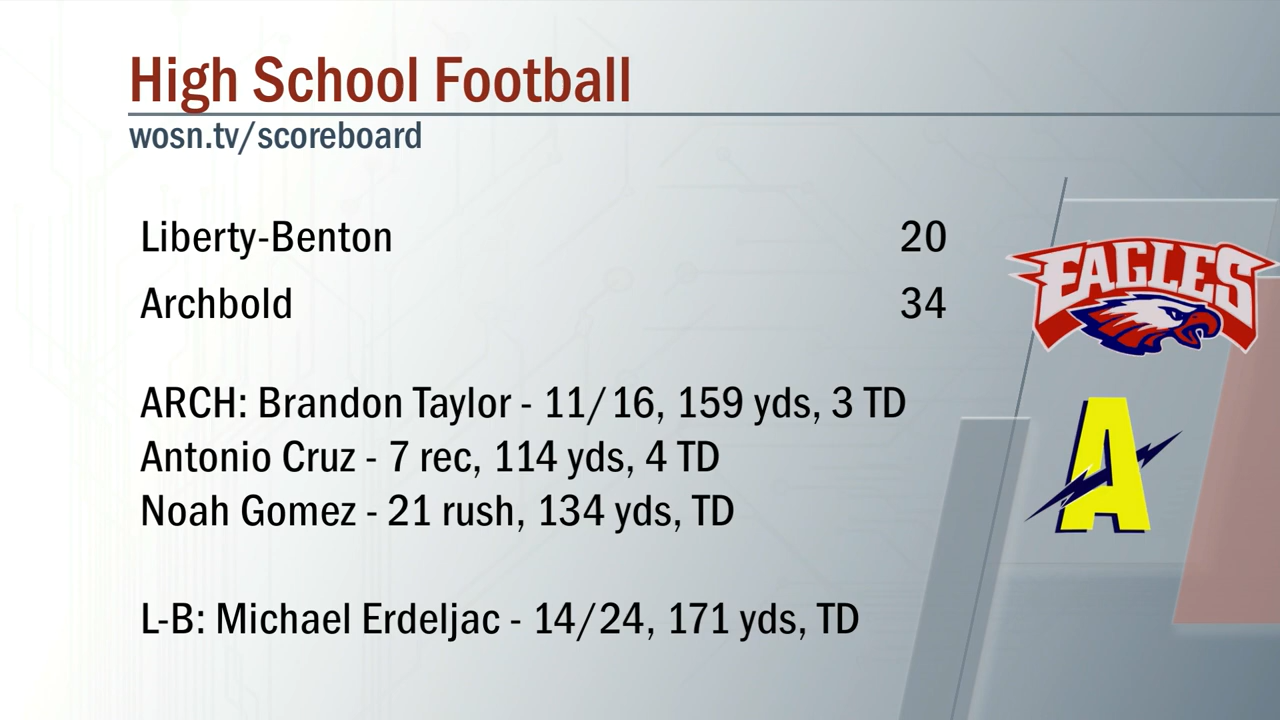 High School Football
wosn.tv/scoreboard
Liberty-Benton 20
Archbold 34
EAGLES
A
ARCH: Brandon Taylor - 11/16, 159 yds, 3 TD
Antonio Cruz - 7 rec, 114 yds, 4 TD
Noah Gomez - 21 rush, 134 yds, TD
L-B: Michael Erdeljac - 14/24, 171 yds, TD